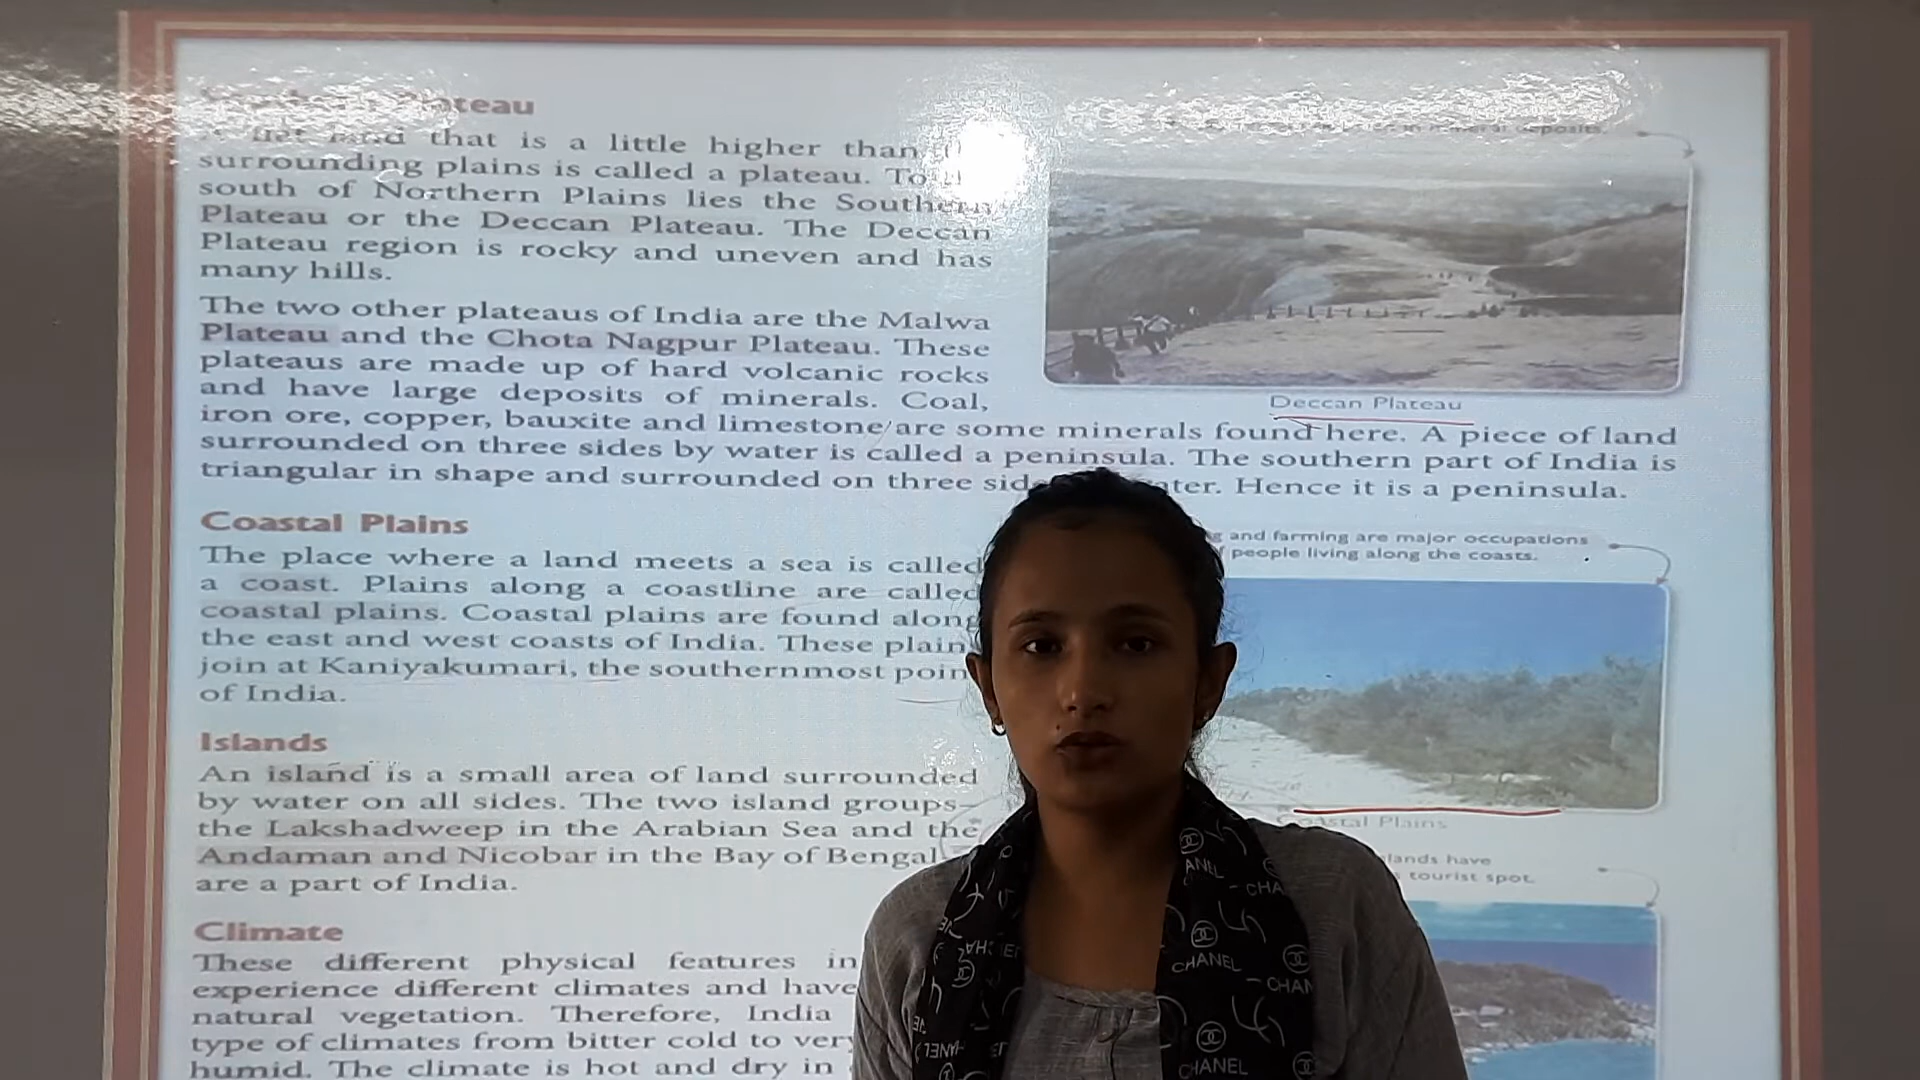 Plateau
that is a little higher than
surrounding plains is called a plateau. To
south of Northern Plains lies the Southern
Plateau or the Deccan Plateau. The Deccan
Plateau region is rocky and uneven and has
many hills.
The two other plateaus of India are the Malwa
Plateau and the Chota Nagpur Plateau. These
plateaus are made up of hard volcanic rocks
and have large deposits of minerals. Coal,
iron ore, copper, bauxite and limestone are some minerals found here. A piece of land
surrounded on three sides by water is called a peninsula. The southern part of India is
triangular in shape and surrounded on three Hence it is a peninsula.
deposits.
Deccan Plateau
Coastal Plains
The place where a land meets a sea is called
a coast. Plains along a coastline are called
coastal plains. Coastal plains are found along
the east and west coasts of India. These
join at Kaniyakumari, the southernmost
of India.
and farming are major occupations
people living along the coasts.
Coastal Plains
Islands
An island is a small area of land surrounded
by water on all sides. The two island groups–
the Lakshadweep in the Arabian Sea and the
Andaman and Nicobar in the Bay of Bengal
are a part of India.
have
tourist spot.
Climate
These different physical features in
experience different climates and have
natural vegetation. Therefore, India
type of climates from bitter cold to
humid. The climate is hot and dry in
CHANEL
CHANEL